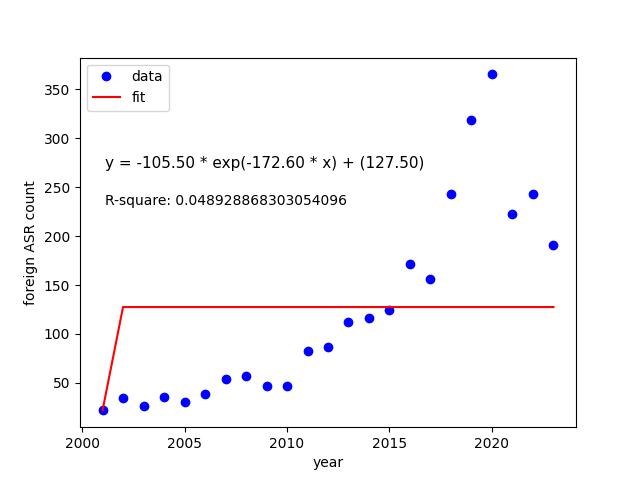 data
fit
y = -105.50 * exp(-172.60 * x) + (127.50)
R-square: 0.048928868303054096
foreign ASR count
350
300
250
200
150
100
50
2000 2005 2010 2015 2020
year